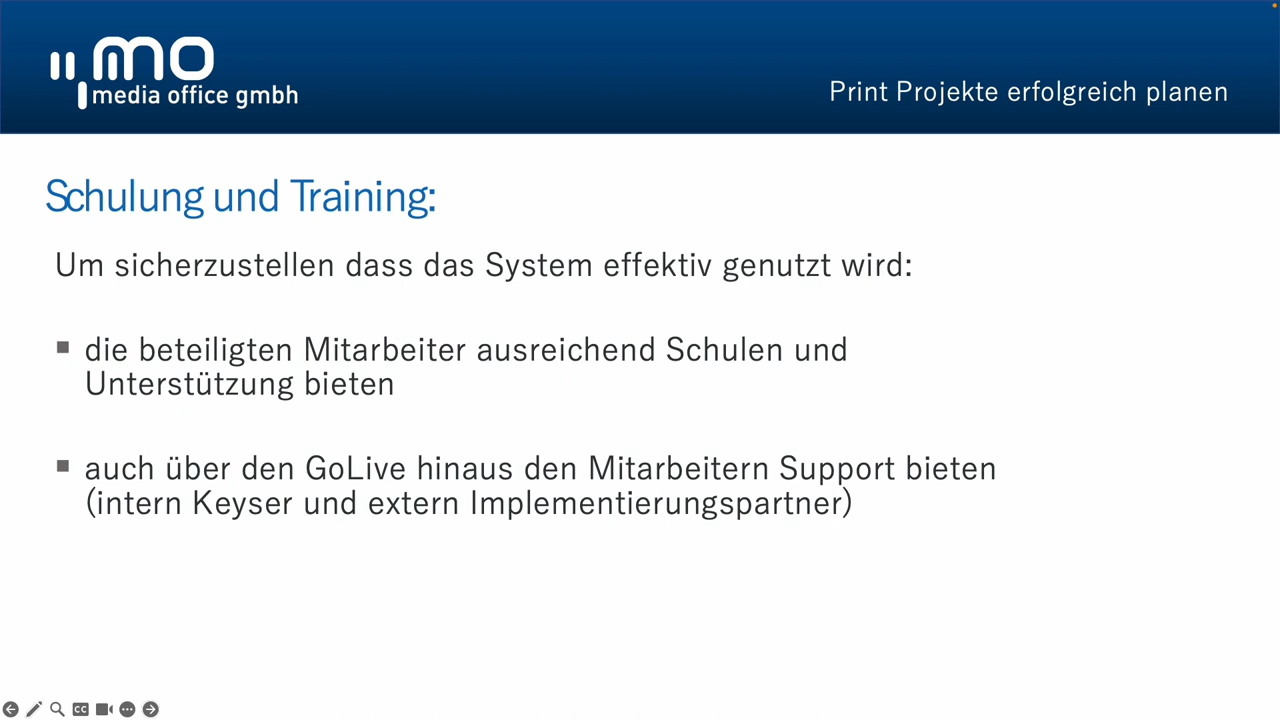 mo
media office gmbh
Print Projekte erfolgreich planen
Schulung und Training:
Um sicherzustellen dass das System effektiv genutzt wird:
▪ die beteiligten Mitarbeiter ausreichend Schulen und
Unterstützung bieten
▪ auch über den GoLive hinaus den Mitarbeitern Support bieten
(intern Keyser und extern Implementierungspartner)
CC